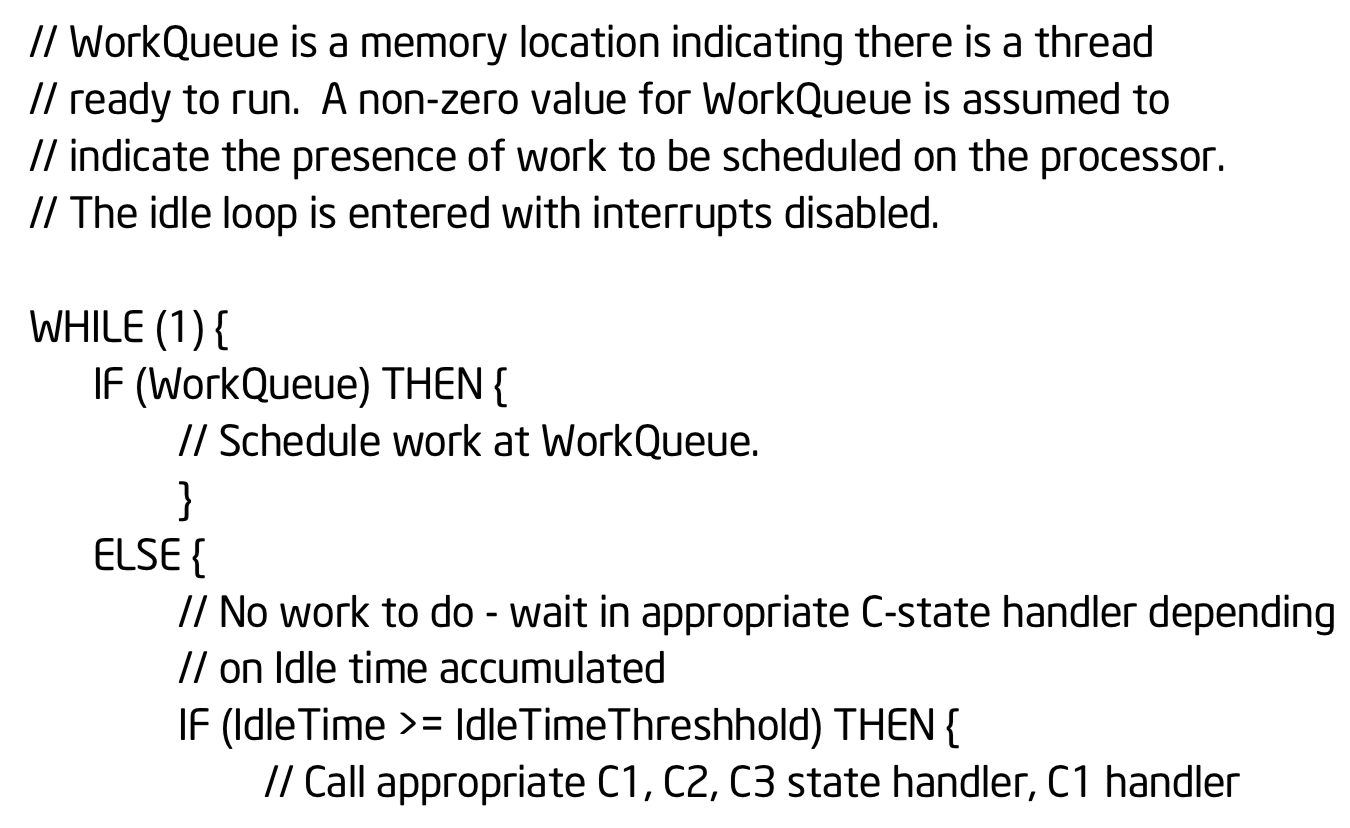 // WorkQueue is a memory location indicating there is a thread
// ready to run.  A non-zero value for WorkQueue is assumed to
// indicate the presence of work to be scheduled on the processor.
// The idle loop is entered with interrupts disabled.

WHILE (1) {
    IF (WorkQueue) THEN {
        // Schedule work at WorkQueue.
        }
    ELSE {
        // No work to do - wait in appropriate C-state handler depending
        // on Idle time accumulated
        IF (IdleTime >= IdleTimeThreshhold) THEN {
            // Call appropriate C1, C2, C3 state handler, C1 handler